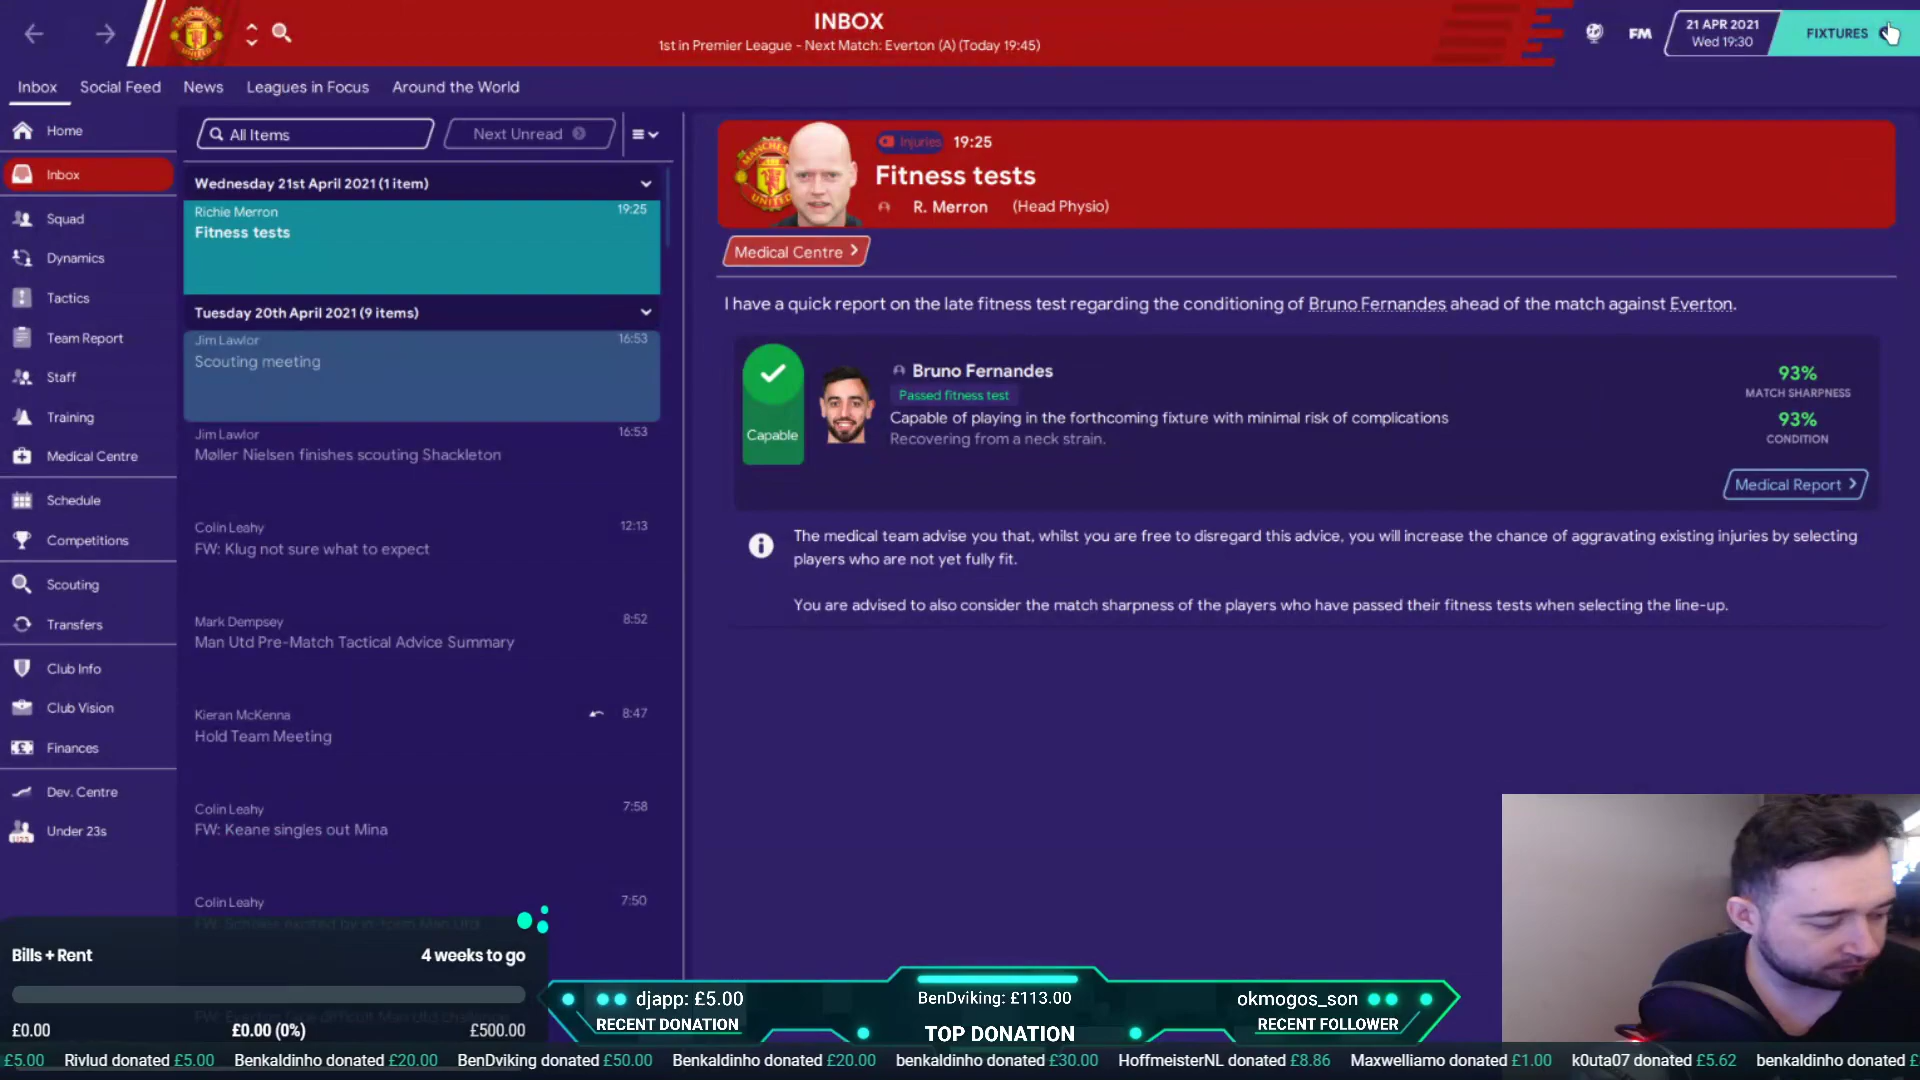 INBOX
1st in Premier League - Next Match: Everton (A) (Today 19:45)
FM
21 APR 2021
Wed 19:30
FIXTURES
Inbox
Social Feed
News
Leagues in Focus
Around the World
Home
Inbox
Squad
Dynamics
Tactics
Team Report
Staff
Training
Medical Centre
Schedule
Competitions
Scouting
Transfers
Club Info
Club Vision
Finances
Dev. Centre
Under 23s
All Items
Next Unread
Wednesday 21st April 2021 (1 item)
Richie Merron 19:25
Fitness tests
Tuesday 20th April 2021 (9 items)
Jim Lawlor 16:53
Scouting meeting
Jim Lawlor 16:53
Møller Nielsen finishes scouting Shackleton
Colin Leahy 12:13
FW: Klug not sure what to expect
Mark Dempsey 8:52
Man Utd Pre-Match Tactical Advice Summary
Kieran McKenna 8:47
Hold Team Meeting
Colin Leahy 7:58
FW: Keane singles out Mina
Colin Leahy 7:50
MANCHESTER
UNITED
Injuries 19:25
Fitness tests
R. Merron (Head Physio)
Medical Centre
I have a quick report on the late fitness test regarding the conditioning of Bruno Fernandes ahead of the match against Everton.
Capable
Bruno Fernandes
Passed fitness test
Capable of playing in the forthcoming fixture with minimal risk of complications
Recovering from a neck strain.
93%
MATCH SHARPNESS
93%
CONDITION
Medical Report
The medical team advise you that, whilst you are free to disregard this advice, you will increase the chance of aggravating existing injuries by selecting
players who are not yet fully fit.
You are advised to also consider the match sharpness of the players who have passed their fitness tests when selecting the line-up.
Bills + Rent 4 weeks to go
£0.00 £0.00 (0%) £500.00
djapp: £5.00
RECENT DONATION
BenDviking: £113.00
TOP DONATION
okmogos_son
RECENT FOLLOWER
£5.00 Rivlud donated £5.00 Benkaldinho donated £20.00 BenDviking donated £50.00 Benkaldinho donated £20.00 benkaldinho donated £30.00 HoffmeisterNL donated £8.86 Maxwelliamo donated £1.00 k0uta07 donated £5.62 benkaldinho donated £